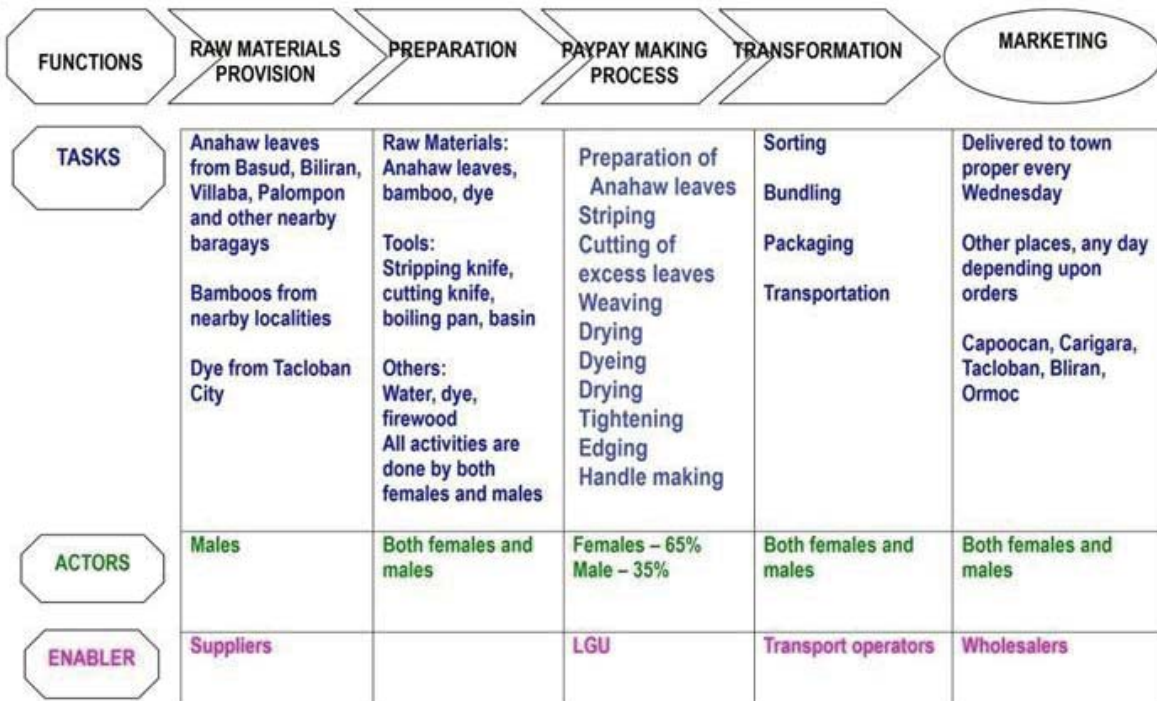 FUNCTIONS
RAW MATERIALS
PROVISION
PREPARATION
PAYPAY MAKING
PROCESS
TRANSFORMATION
MARKETING
TASKS
Anahaw leaves
from Basud, Biliran,
Villaba, Palompon
and other nearby
baragays
Bamboos from
nearby localities
Dye from Tacloban
City
Raw Materials:
Anahaw leaves,
bamboo, dye
Tools:
Stripping knife,
cutting knife,
boiling pan, basin
Others:
Water, dye,
firewood
All activities are
done by both
females and males
Preparation of
Anahaw leaves
Striping
Cutting of
excess leaves
Weaving
Drying
Dyeing
Drying
Tightening
Edging
Handle making
Sorting
Bundling
Packaging
Transportation
Delivered to town
proper every
Wednesday
Other places, any day
depending upon
orders
Capoocan, Carigara,
Tacloban, Bliran,
Ormoc
ACTORS
Males
Both females and
males
Females – 65%
Male – 35%
Both females and
males
Both females and
males
ENABLER
Suppliers
LGU
Transport operators
Wholesalers